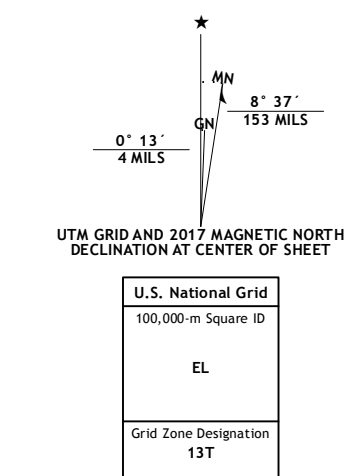 ★
MN
8° 37´
153 MILS
GN
0° 13´
4 MILS
UTM GRID AND 2017 MAGNETIC NORTH
DECLINATION AT CENTER OF SHEET
U.S. National Grid
100,000-m Square ID
EL
Grid Zone Designation
13T